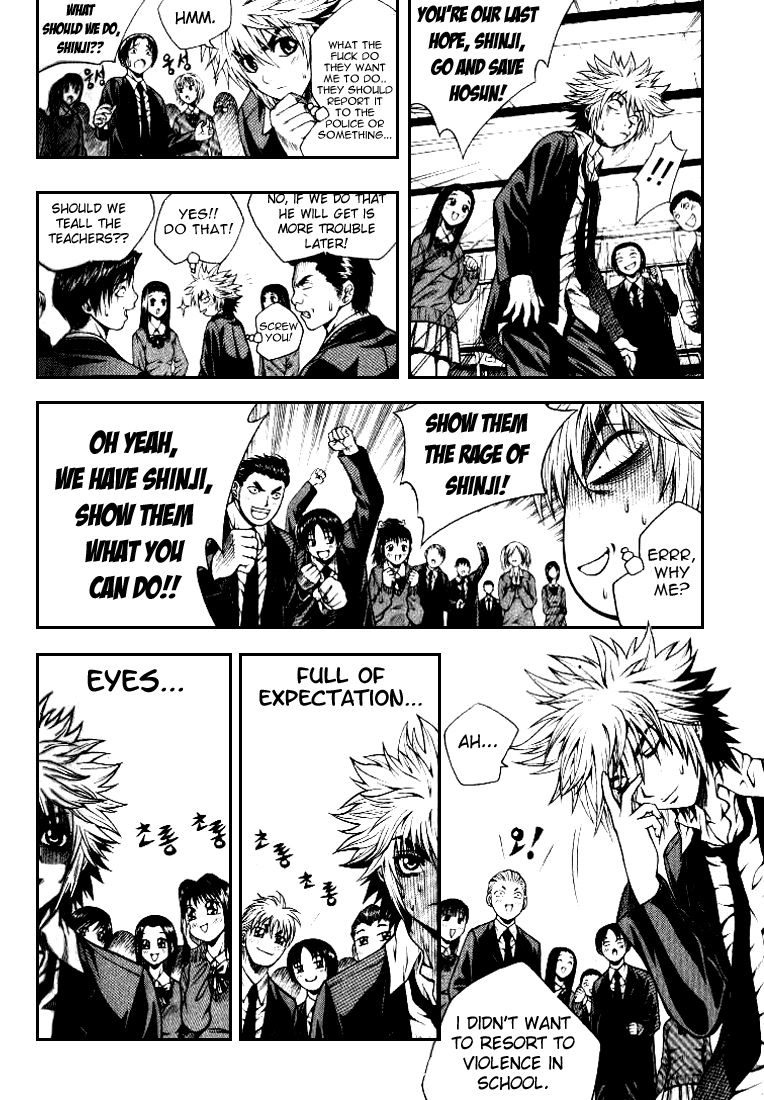 WHAT
SHOULD WE DO,
SHINJI??
웅성
HMM.
웅성
WHAT THE
FUCK DO
THEY WANT
ME TO DO..
THEY SHOULD
REPORT IT
TO THE
POLICE OR
SOMETHING...
YOU'RE OUR LAST
HOPE, SHINJI,
GO AND SAVE
HOSUN!
!!
SHOULD WE
TEALL THE
TEACHERS??
YES!!
DO THAT!
NO, IF WE DO THAT
HE WILL GET IS
MORE TROUBLE
LATER!
SCREW
YOU!
OH YEAH,
WE HAVE SHINJI,
SHOW THEM
WHAT YOU
CAN DO!!
SHOW THEM
THE RAGE OF
SHINJI!
ERRR,
WHY
ME?
EYES...
초롱
초롱
FULL OF
EXPECTATION...
초롱
초롱
AH...
오!
I DIDN'T WANT
TO RESORT TO
VIOLENCE IN
SCHOOL.